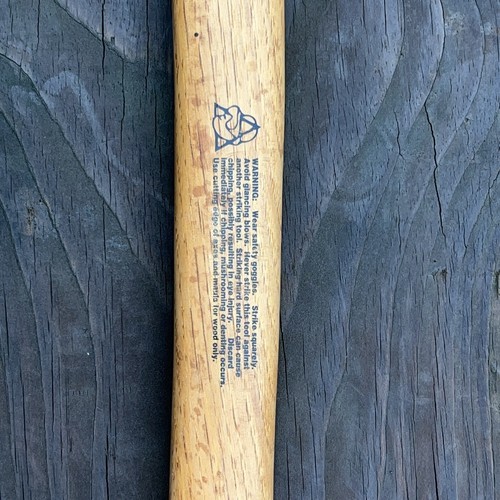 WARNING: Wear safety goggles. Strike squarely.
Avoid glancing blows. Never strike this tool against
another striking tool. Striking hard surface can cause
chipping, possibly resulting in eye injury. Discard
immediately if chipping, mushrooming or denting occurs.
Use cutting edge of axes and mauls for wood only.